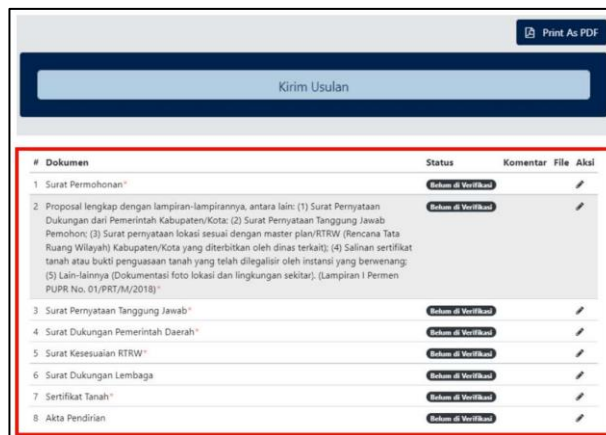 Print As PDF
Kirim Usulan
# Dokumen Status Komentar File Aksi
1 Surat Permohonan* Belum di Verifikasi
2 Proposal lengkap dengan lampiran-lampirannya, antara lain: (1) Surat Pernyataan Belum di Verifikasi
Dukungan dari Pemerintah Kabupaten/Kota; (2) Surat Pernyataan Tanggung Jawab
Pemohon; (3) Surat pernyataan lokasi sesuai dengan master plan/RTRW (Rencana Tata
Ruang Wilayah) Kabupaten/Kota yang diterbitkan oleh dinas terkait); (4) Salinan sertifikat
tanah atau bukti penguasaan tanah yang telah dilegalisir oleh instansi yang berwenang;
(5) Lain-lainnya (Dokumentasi foto lokasi dan lingkungan sekitar). (Lampiran I Permen
PUPR No. 01/PRT/M/2018)*
3 Surat Pernyataan Tanggung Jawab* Belum di Verifikasi
4 Surat Dukungan Pemerintah Daerah* Belum di Verifikasi
5 Surat Kesesuaian RTRW* Belum di Verifikasi
6 Surat Dukungan Lembaga Belum di Verifikasi
7 Sertifikat Tanah* Belum di Verifikasi
8 Akta Pendirian Belum di Verifikasi